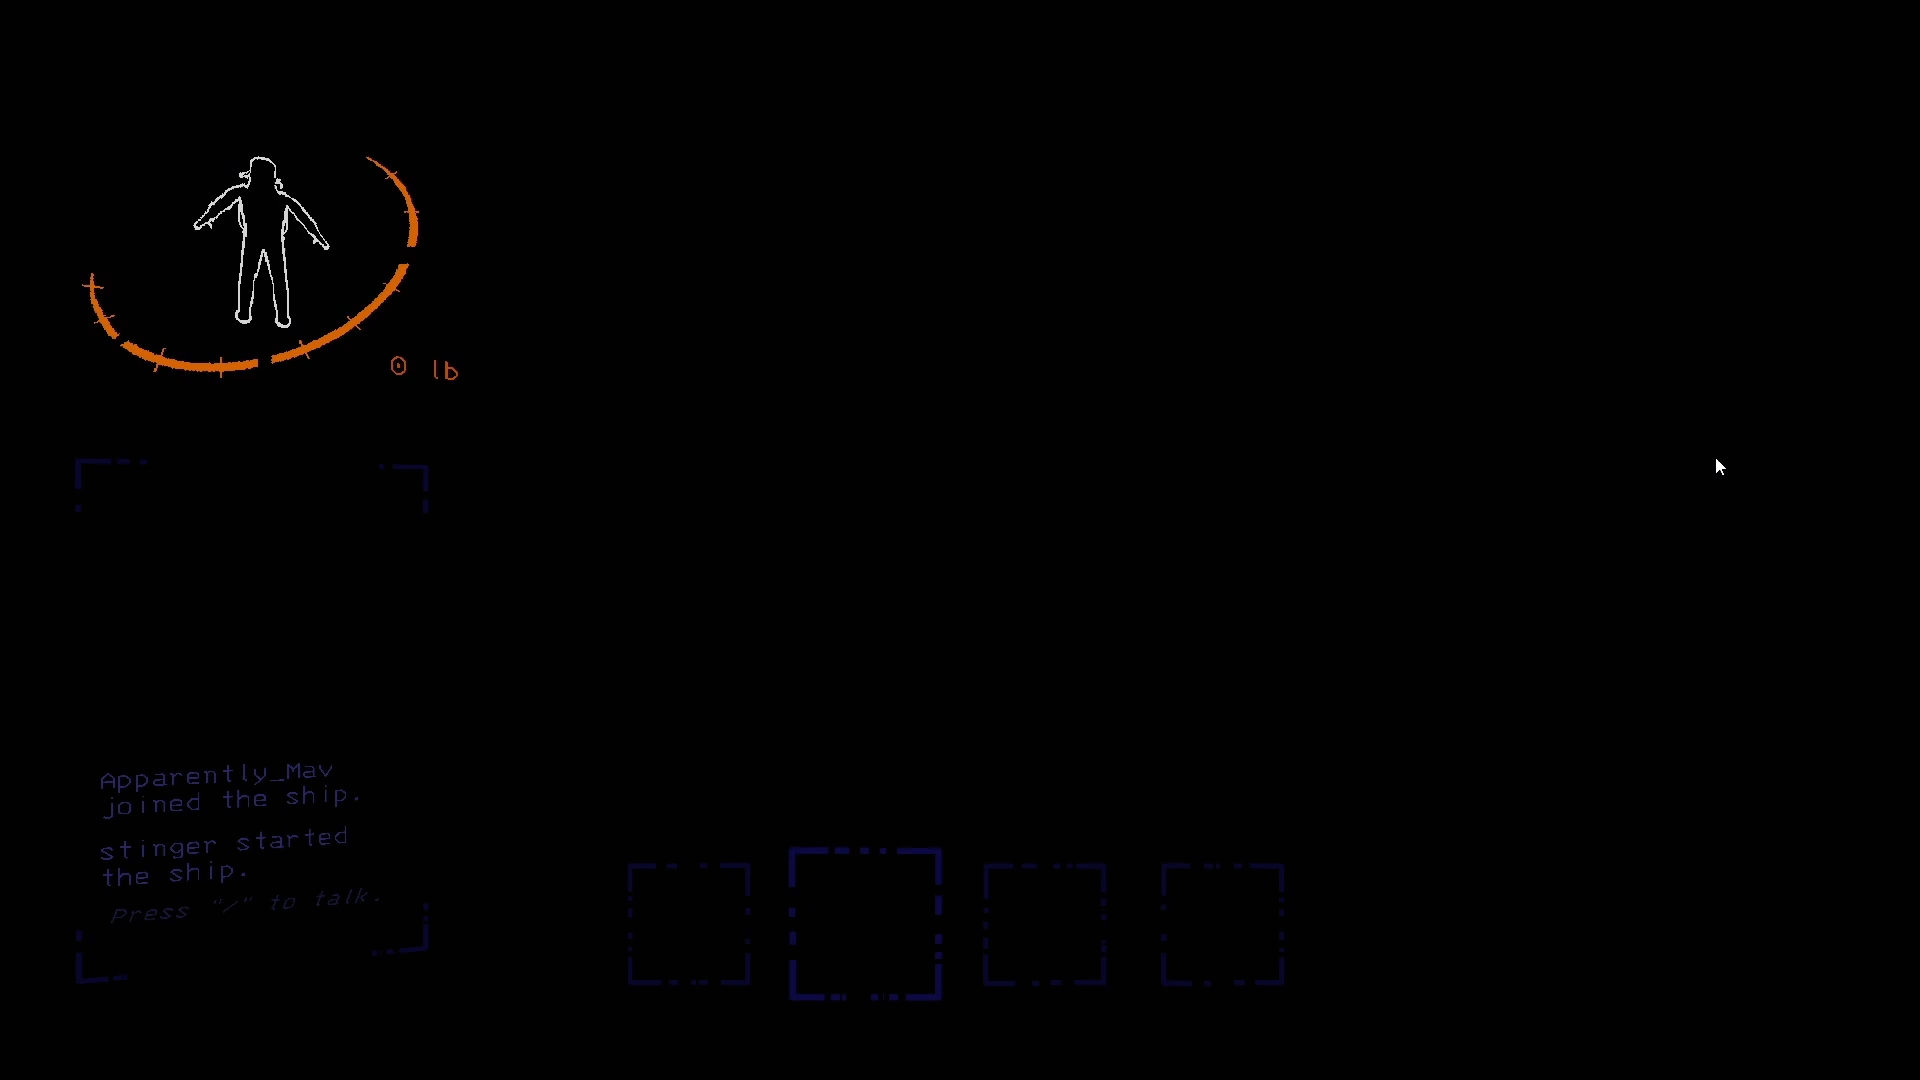 0 lb
Apparently_Mav
joined the ship.
stinger started
the ship.
Press "/" to talk.